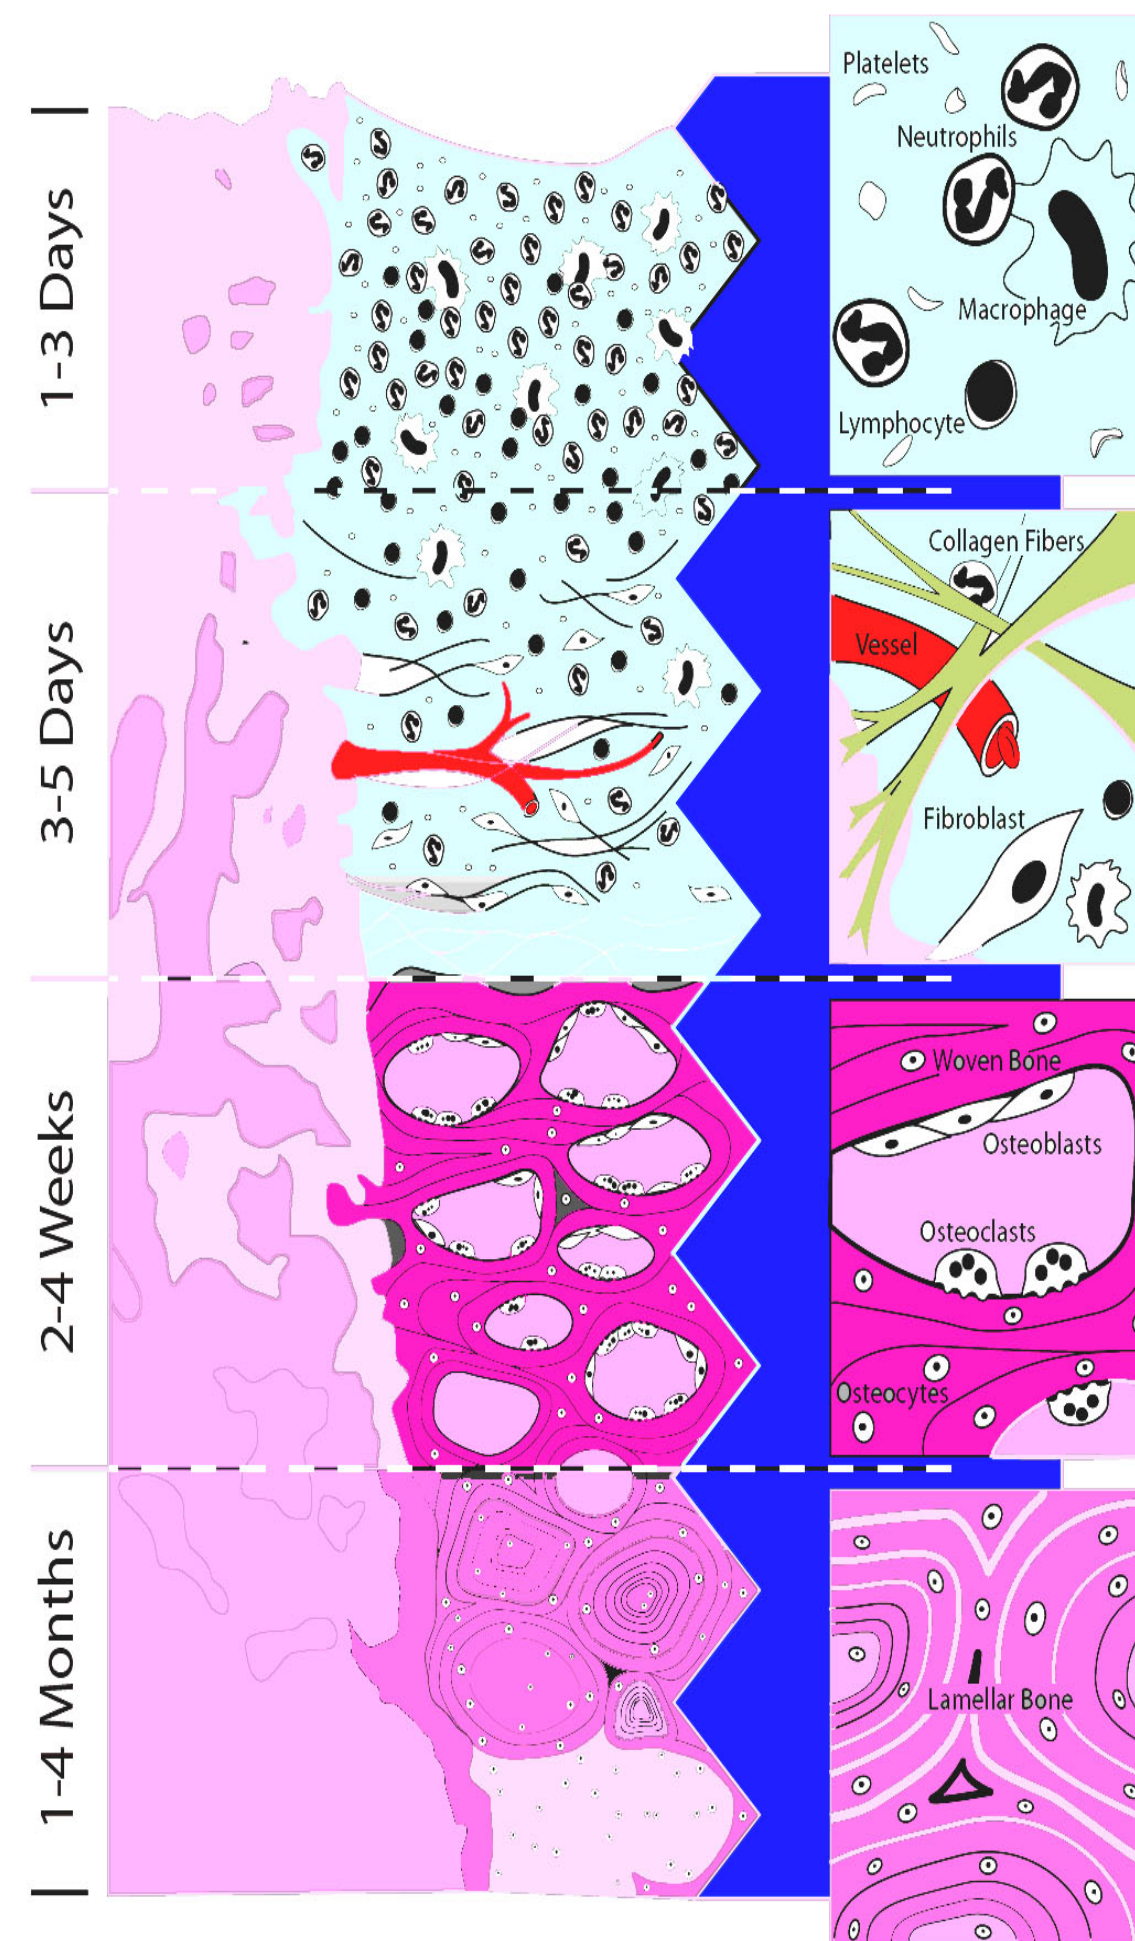 1-3 Days
Platelets
Neutrophils
Macrophage
Lymphocyte
3-5 Days
Collagen Fibers
Vessel
Fibroblast
2-4 Weeks
Woven Bone
Osteoblasts
Osteoclasts
Osteocytes
1-4 Months
Lamellar Bone